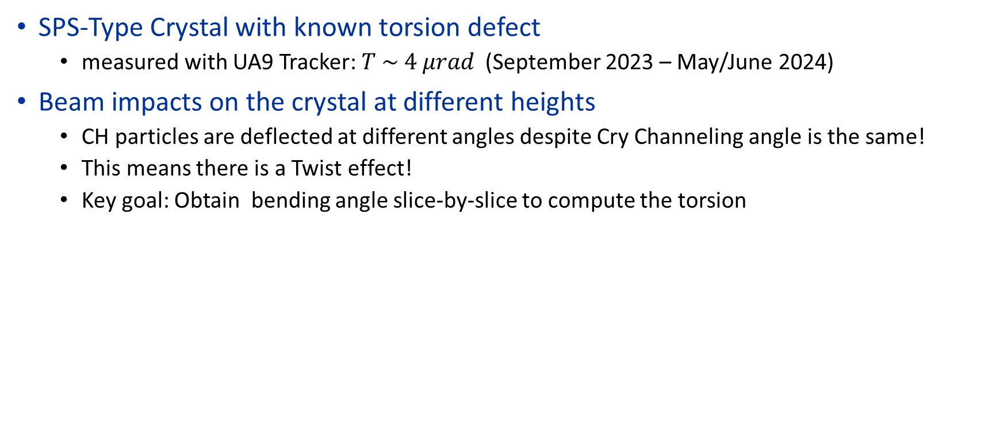 • SPS-Type Crystal with known torsion defect
• measured with UA9 Tracker: T ~ 4 μrad (September 2023 – May/June 2024)
• Beam impacts on the crystal at different heights
• CH particles are deflected at different angles despite Cry Channeling angle is the same!
• This means there is a Twist effect!
• Key goal: Obtain  bending angle slice-by-slice to compute the torsion